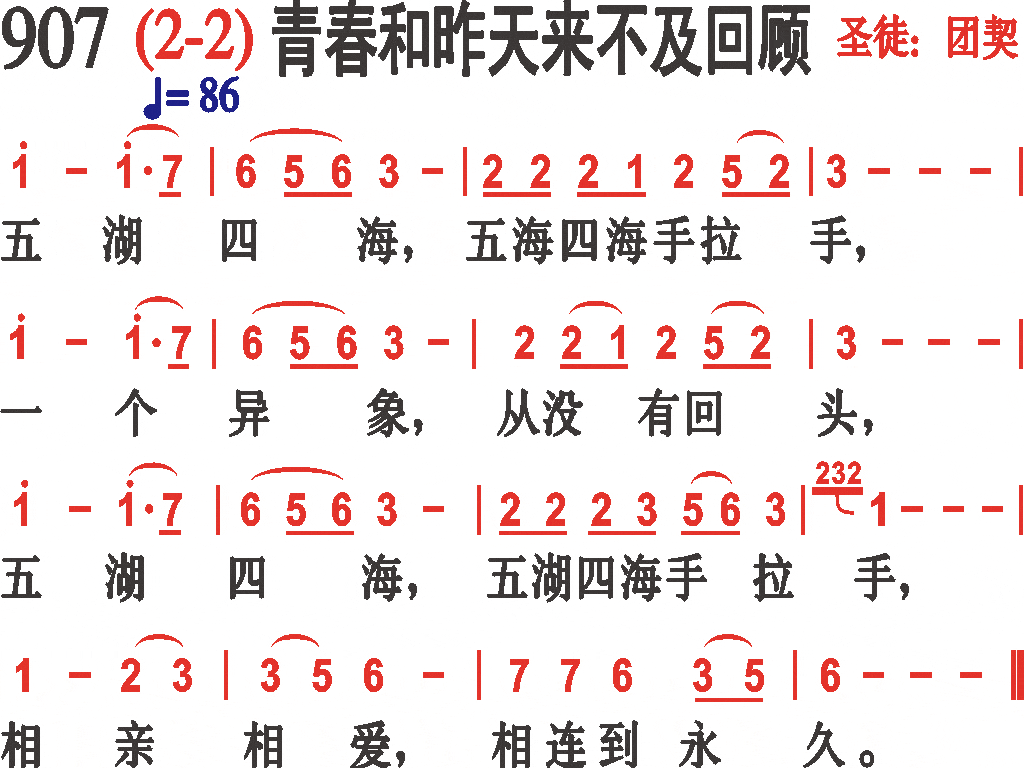 907 (2-2) 青春和昨天来不及回顾 圣徒：团契
♩= 86
i - i·7 | 6 5 6 3 - | 2 2 2 1 2 5 2 | 3 - - - |
五 湖 四 海， 五海四海手拉 手，
i - i·7 | 6 5 6 3 - | 2 2 1 2 5 2 | 3 - - - |
一 个 异 象， 从没 有回 头，
i - i·7 | 6 5 6 3 - | 2 2 2 3 5 6 3 | 232 1 - - - |
五 湖 四 海， 五湖四海手 拉 手，
1 - 2 3 | 3 5 6 - | 7 7 6 3 5 | 6 - - - ‖
相 亲 相 爱， 相连到 永 久。